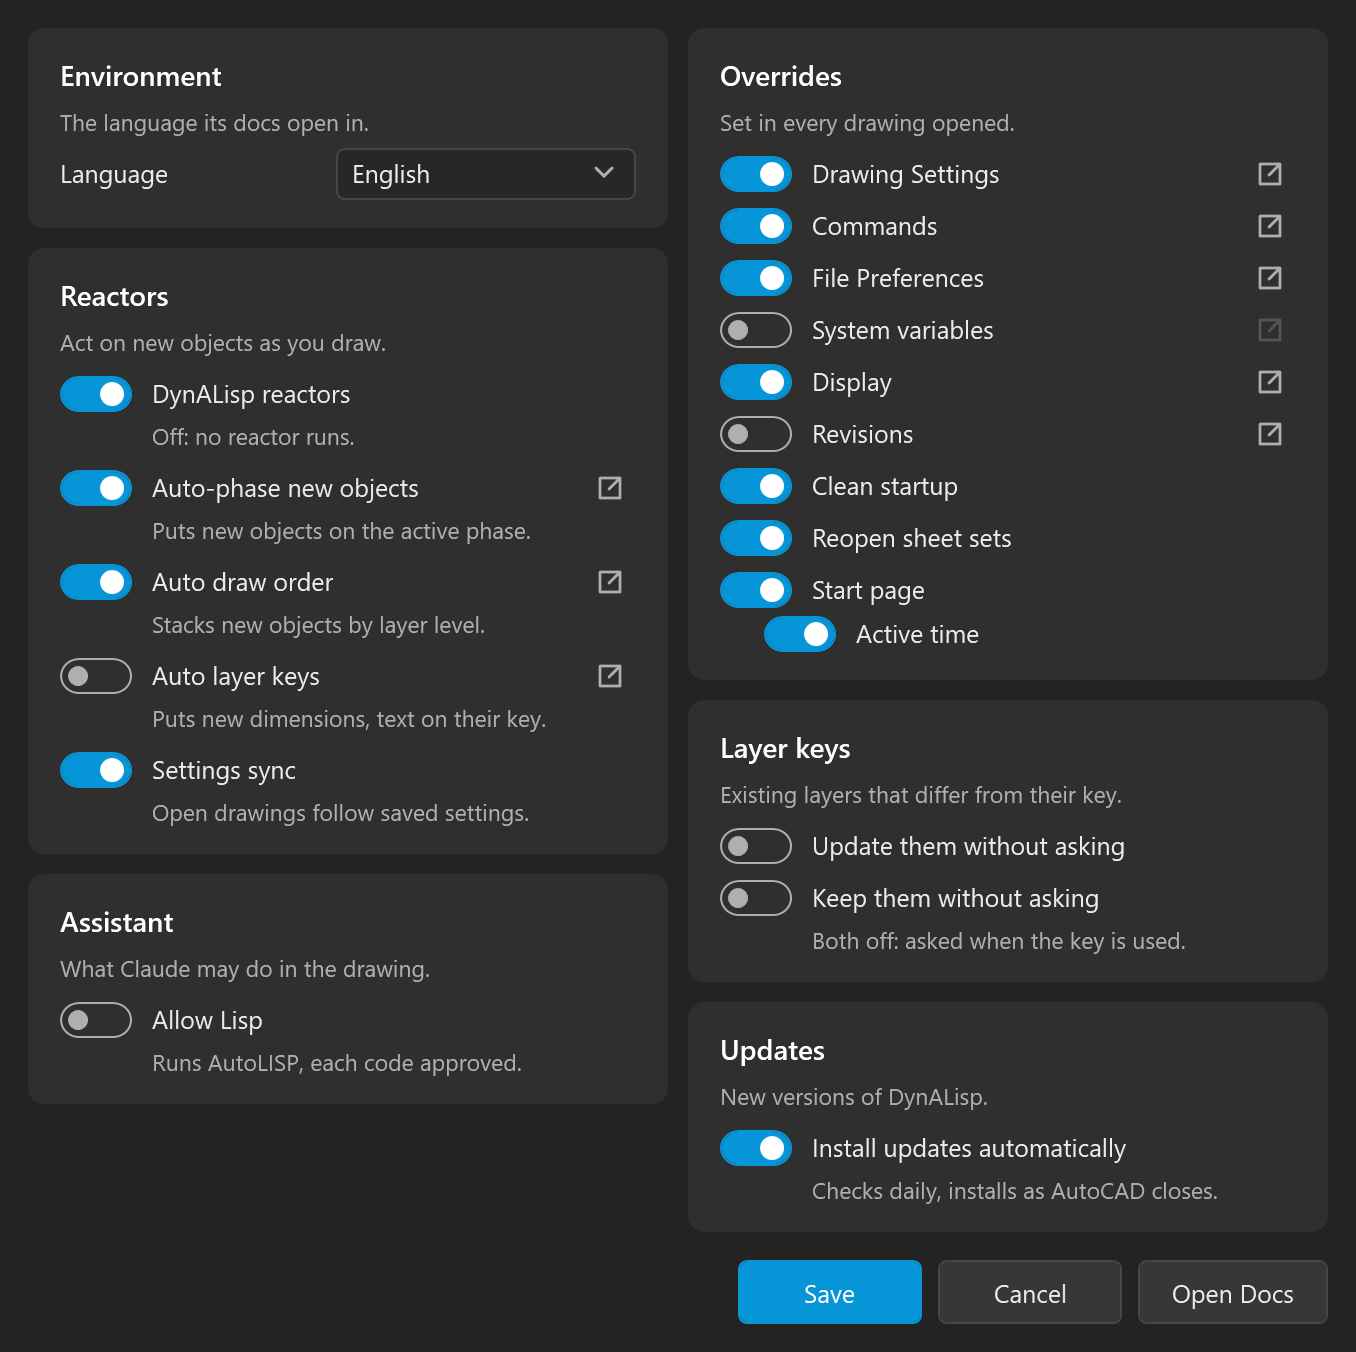 Environment
The language its docs open in.
Language
English
Reactors
Act on new objects as you draw.
DynALisp reactors
Off: no reactor runs.
Auto-phase new objects
Puts new objects on the active phase.
Auto draw order
Stacks new objects by layer level.
Auto layer keys
Puts new dimensions, text on their key.
Settings sync
Open drawings follow saved settings.
Assistant
What Claude may do in the drawing.
Allow Lisp
Runs AutoLISP, each code approved.
Overrides
Set in every drawing opened.
Drawing Settings
Commands
File Preferences
System variables
Display
Revisions
Clean startup
Reopen sheet sets
Start page
Active time
Layer keys
Existing layers that differ from their key.
Update them without asking
Keep them without asking
Both off: asked when the key is used.
Updates
New versions of DynALisp.
Install updates automatically
Checks daily, installs as AutoCAD closes.
Save
Cancel
Open Docs